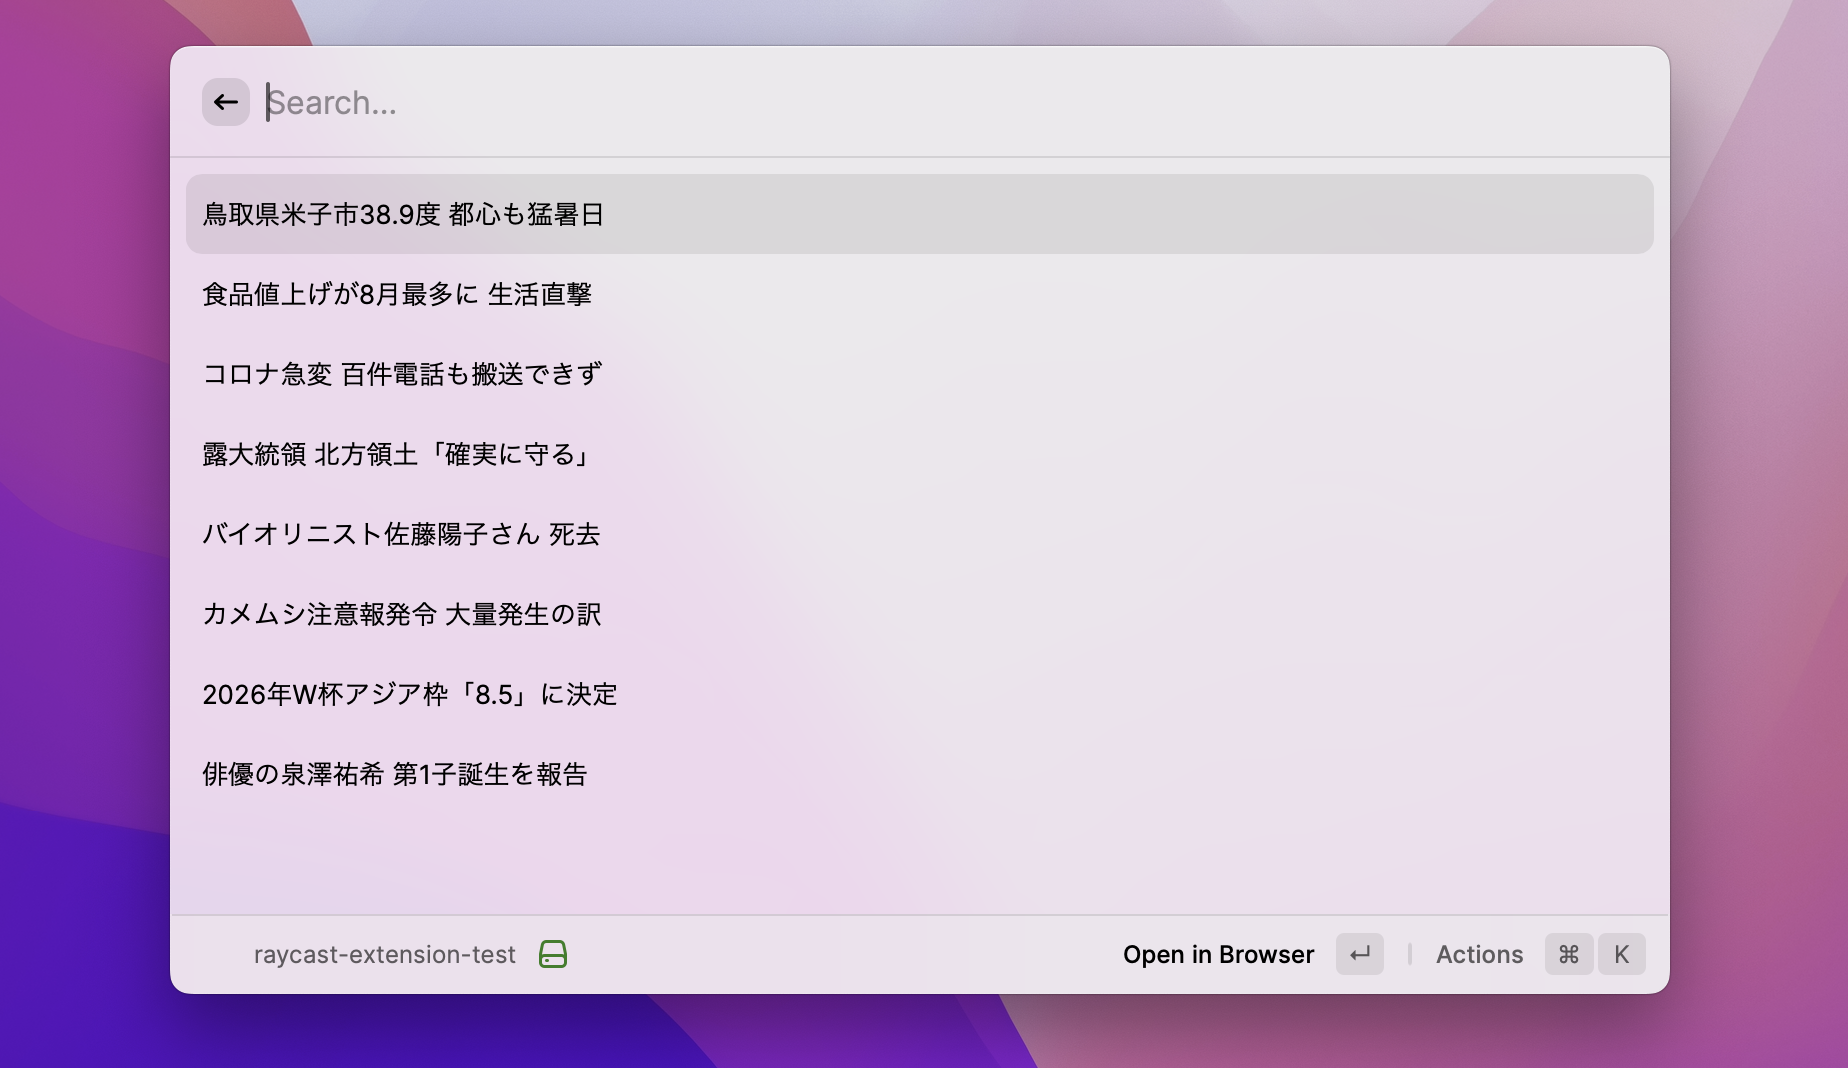 Search...
鳥取県米子市38.9度 都心も猛暑日
食品値上げが8月最多に 生活直撃
コロナ急変 百件電話も搬送できず
露大統領 北方領土「確実に守る」
バイオリニスト佐藤陽子さん 死去
カメムシ注意報発令 大量発生の訳
2026年W杯アジア枠「8.5」に決定
俳優の泉澤祐希 第1子誕生を報告
raycast-extension-test Open in Browser ↵ Actions ⌘ K